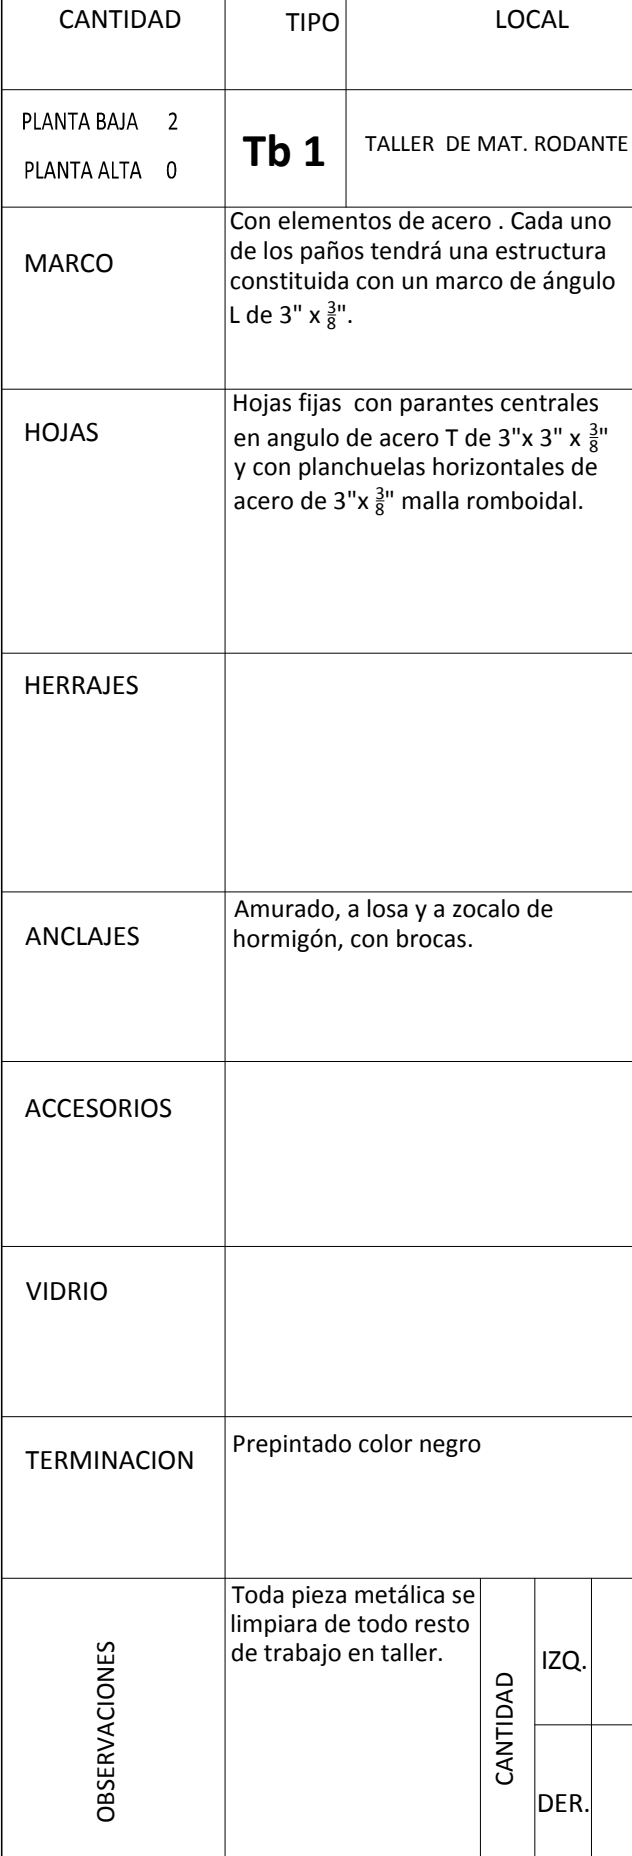 CANTIDAD TIPO LOCAL
PLANTA BAJA 2
PLANTA ALTA 0
Tb 1
TALLER DE MAT. RODANTE
MARCO
Con elementos de acero . Cada uno
de los paños tendrá una estructura
constituida con un marco de ángulo
L de 3" x 3/8".
HOJAS
Hojas fijas con parantes centrales
en angulo de acero T de 3"x 3" x 3/8"
y con planchuelas horizontales de
acero de 3"x 3/8" malla romboidal.
HERRAJES
ANCLAJES
Amurado, a losa y a zocalo de
hormigón, con brocas.
ACCESORIOS
VIDRIO
TERMINACION
Prepintado color negro
OBSERVACIONES
Toda pieza metálica se
limpiara de todo resto
de trabajo en taller.
CANTIDAD
IZQ.
DER.